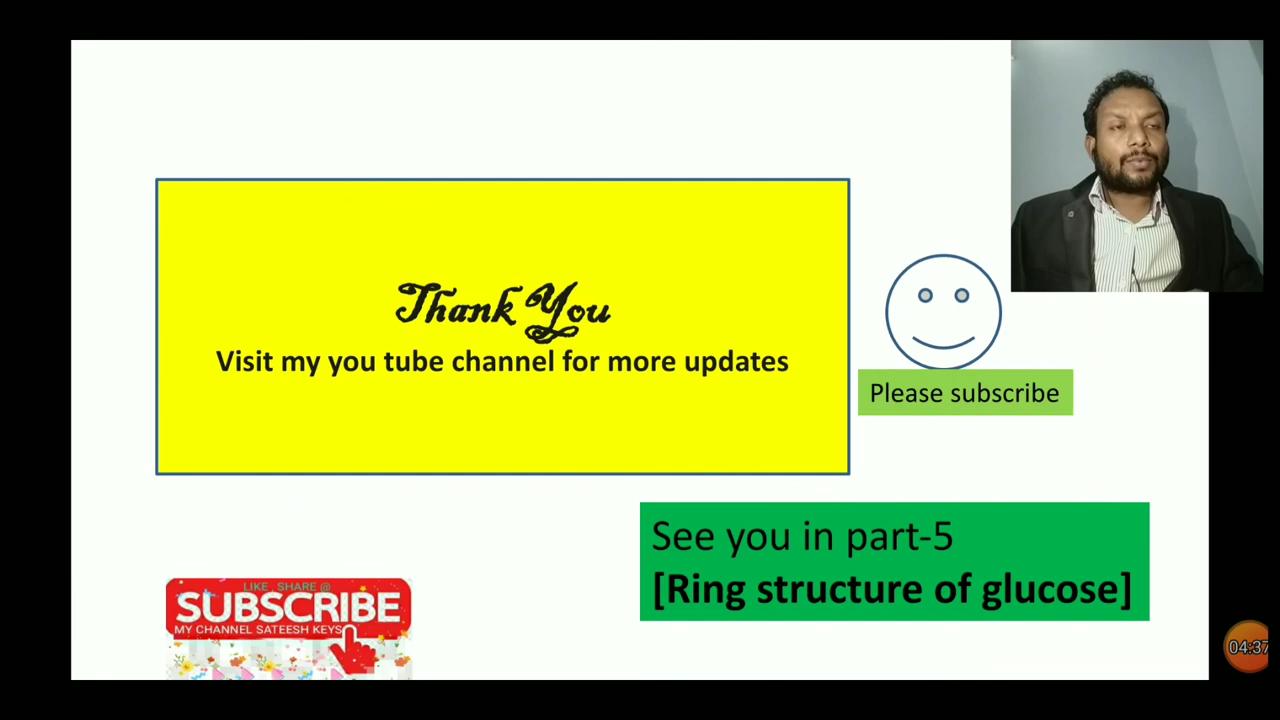 Thank You
Visit my you tube channel for more updates
Please subscribe
See you in part-5
[Ring structure of glucose]
LIKE SHARE @
SUBSCRIBE
MY CHANNEL SATEESH KEYS
04:37